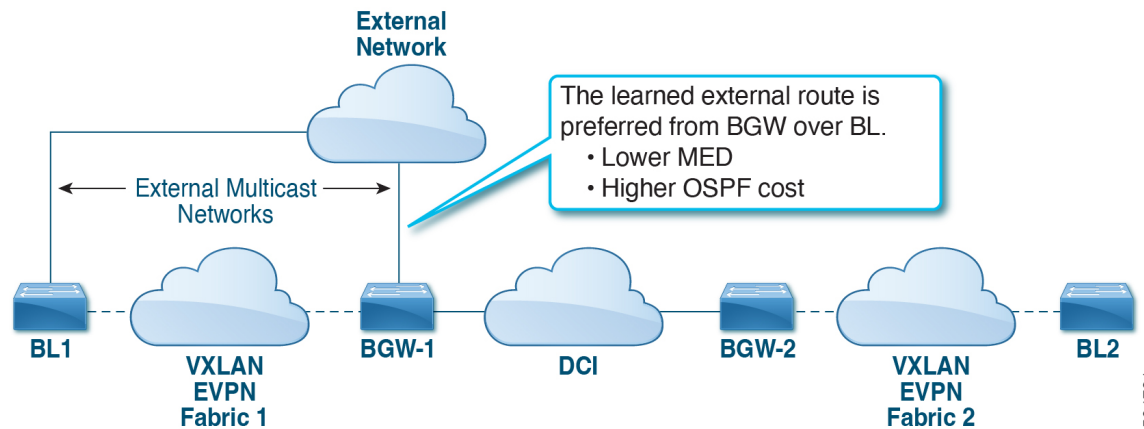 External
Network
The learned external route is
preferred from BGW over BL.
• Lower MED
• Higher OSPF cost
External Multicast
Networks
BL1
VXLAN
EVPN
Fabric 1
BGW-1
DCI
BGW-2
VXLAN
EVPN
Fabric 2
BL2